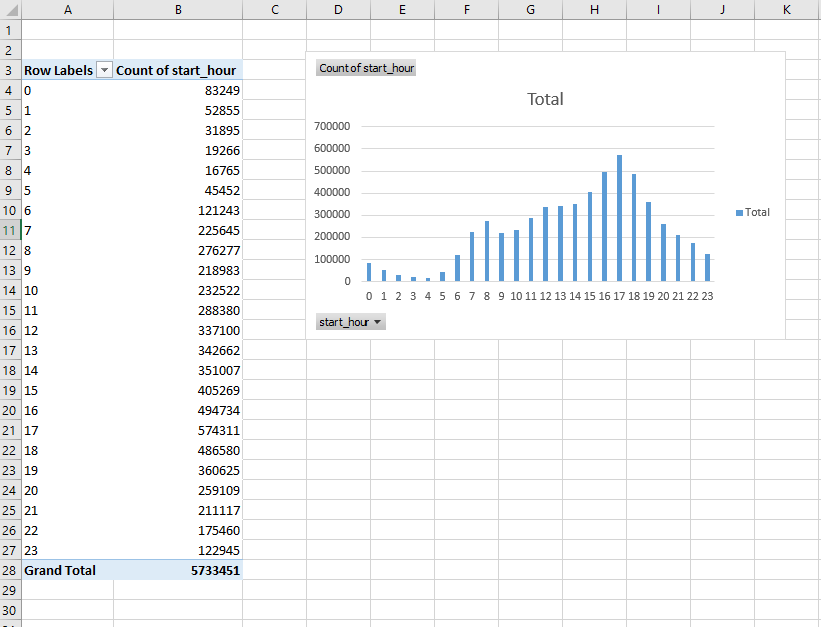 A B C D E F G H I J K
1
2
3 Row Labels Count of start_hour
4 0 83249
5 1 52855
6 2 31895
7 3 19266
8 4 16765
9 5 45452
10 6 121243
11 7 225645
12 8 276277
13 9 218983
14 10 232522
15 11 288380
16 12 337100
17 13 342662
18 14 351007
19 15 405269
20 16 494734
21 17 574311
22 18 486580
23 19 360625
24 20 259109
25 21 211117
26 22 175460
27 23 122945
28 Grand Total 5733451
29
30
Count of start_hour
Total
700000
600000
500000
400000
300000
200000
100000
0
0 1 2 3 4 5 6 7 8 9 10 11 12 13 14 15 16 17 18 19 20 21 22 23
Total
start_hour